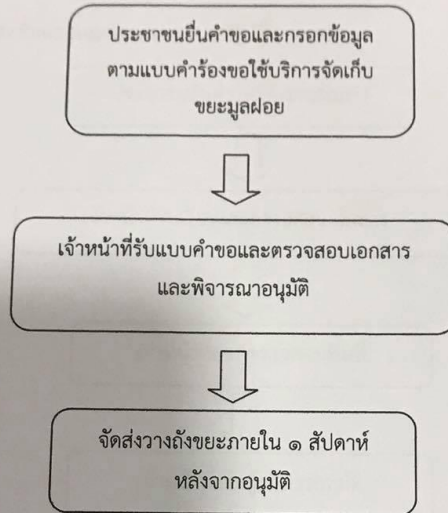 ประชาชนยื่นคำขอและกรอกข้อมูล
ตามแบบคำร้องขอใช้บริการจัดเก็บ
ขยะมูลฝอย
เจ้าหน้าที่รับแบบคำขอและตรวจสอบเอกสาร
และพิจารณาอนุมัติ
จัดส่งวางถังขยะภายใน ๑ สัปดาห์
หลังจากอนุมัติ